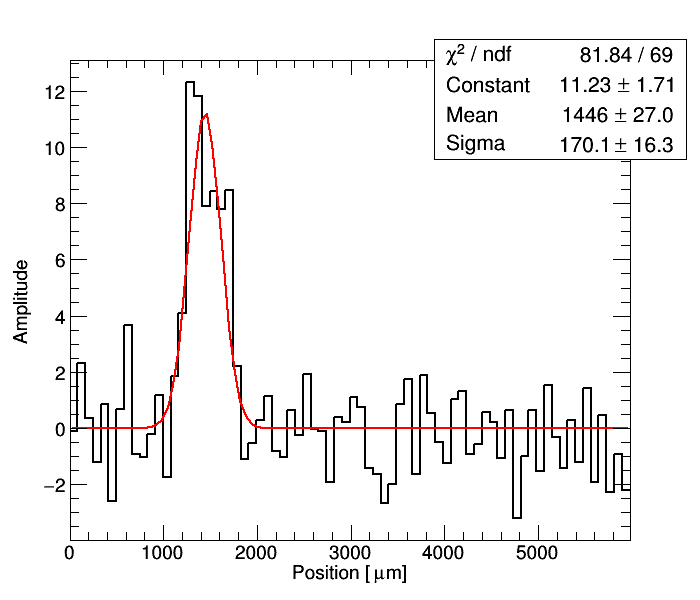 χ² / ndf 81.84 / 69
Constant 11.23 ± 1.71
Mean 1446 ± 27.0
Sigma 170.1 ± 16.3
12
10
8
6
4
2
0
−2
Amplitude
0 1000 2000 3000 4000 5000
Position [ μm]